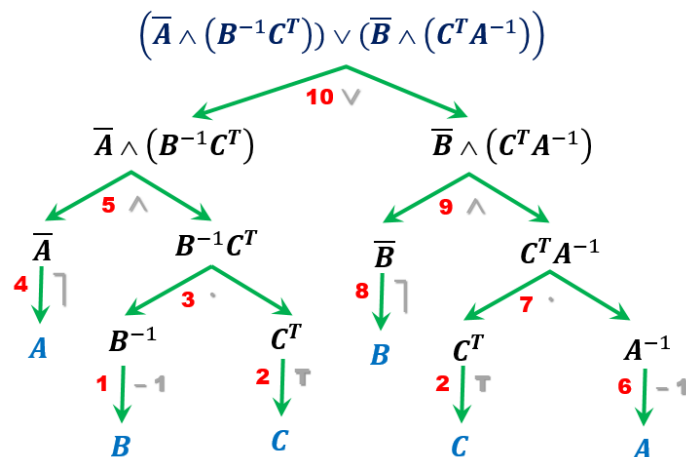 (A̅ ∧ (B⁻¹Cᵀ)) ∨ (B̅ ∧ (CᵀA⁻¹))
10 ∨
A̅ ∧ (B⁻¹Cᵀ) B̅ ∧ (CᵀA⁻¹)
5 ∧ 9 ∧
A̅ B⁻¹Cᵀ B̅ CᵀA⁻¹
4 ㄱ 3 · 8 ㄱ 7 ·
A B⁻¹ Cᵀ B Cᵀ A⁻¹
1 −1 2 T 2 T 6 −1
B C C A